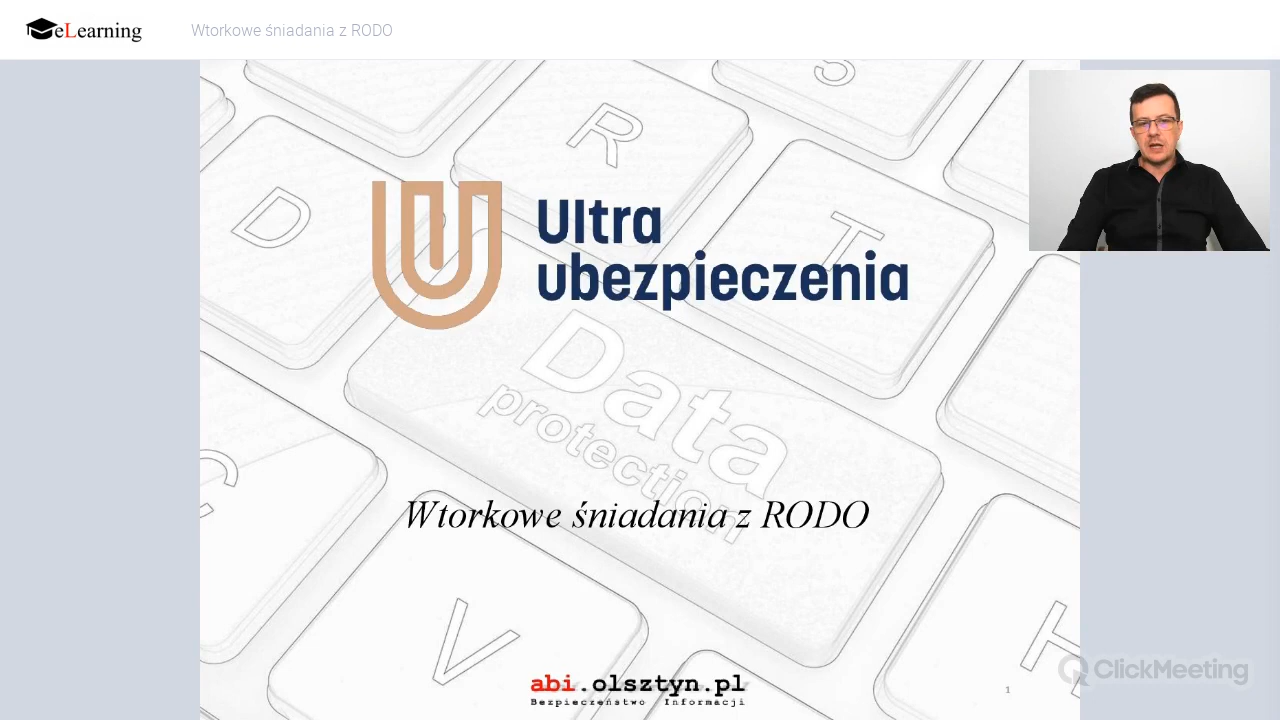 eLearning
Wtorkowe śniadania z RODO
S
R
D
T
Ultra
ubezpieczenia
Data
protection
C
Wtorkowe śniadania z RODO
V
H
abi.olsztyn.pl
Bezpieczeństwo Informacji
1
ClickMeeting